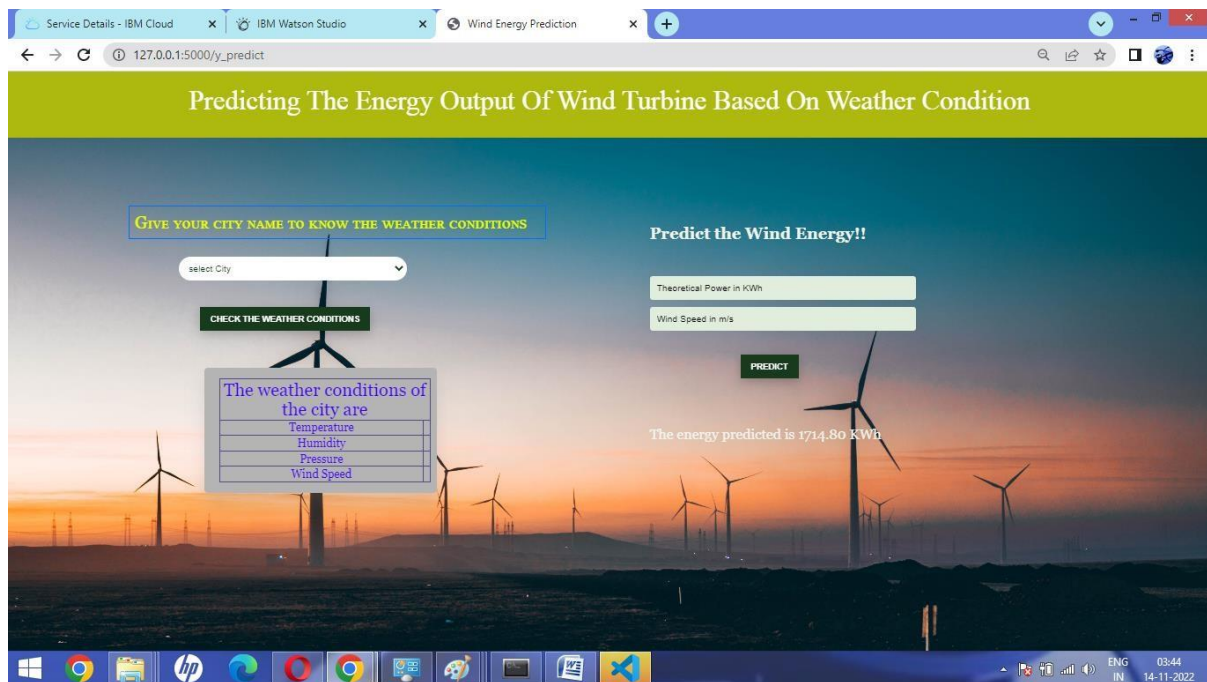 Service Details - IBM Cloud
IBM Watson Studio
Wind Energy Prediction
127.0.0.1:5000/y_predict
Predicting The Energy Output Of Wind Turbine Based On Weather Condition
Give your city name to know the weather conditions
select City
CHECK THE WEATHER CONDITIONS
The weather conditions of
the city are
Temperature
Humidity
Pressure
Wind Speed
Predict the Wind Energy!!
Theoretical Power in KWh
Wind Speed in m/s
PREDICT
The energy predicted is 1714.80 KWh
hp
ENG
IN
03:44
14-11-2022